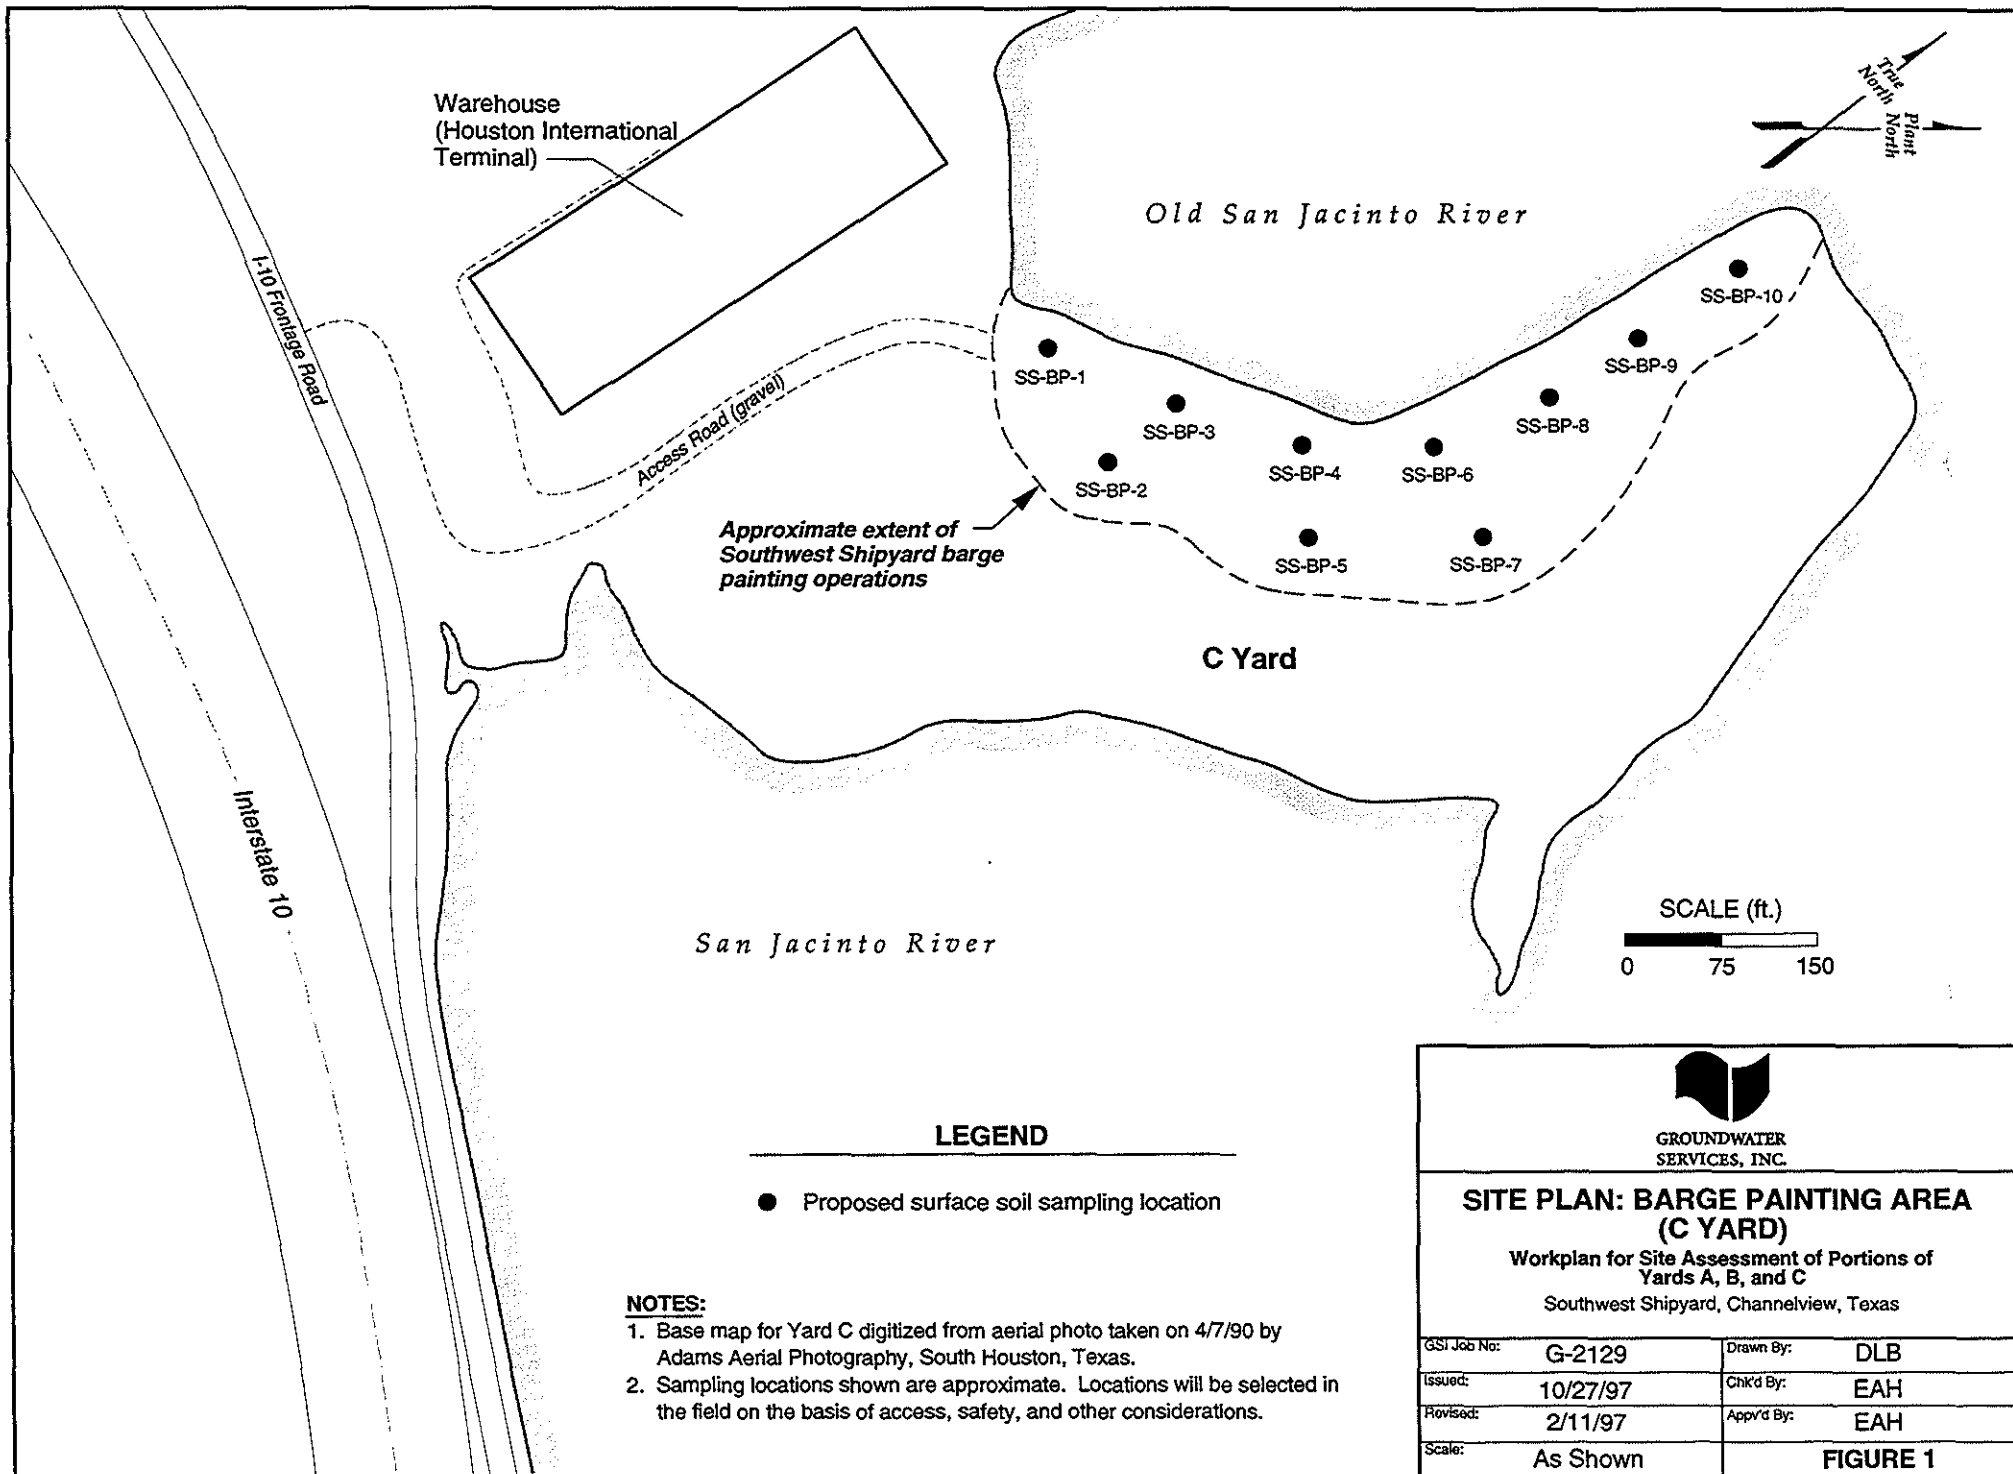 Warehouse
(Houston International
Terminal)
True
North
Plant
North
Old San Jacinto River
I-10 Frontage Road
Access Road (gravel)
SS-BP-1
SS-BP-2
SS-BP-3
SS-BP-4
SS-BP-5
SS-BP-6
SS-BP-7
SS-BP-8
SS-BP-9
SS-BP-10
Approximate extent of
Southwest Shipyard barge
painting operations
C Yard
Interstate 10
San Jacinto River
SCALE (ft.)
0 75 150
LEGEND
Proposed surface soil sampling location
NOTES:
1. Base map for Yard C digitized from aerial photo taken on 4/7/90 by
Adams Aerial Photography, South Houston, Texas.
2. Sampling locations shown are approximate. Locations will be selected in
the field on the basis of access, safety, and other considerations.
GROUNDWATER
SERVICES, INC.
SITE PLAN: BARGE PAINTING AREA
(C YARD)
Workplan for Site Assessment of Portions of
Yards A, B, and C
Southwest Shipyard, Channelview, Texas
GSI Job No: G-2129 Drawn By: DLB
Issued: 10/27/97 Chk'd By: EAH
Revised: 2/11/97 Appv'd By: EAH
Scale: As Shown FIGURE 1